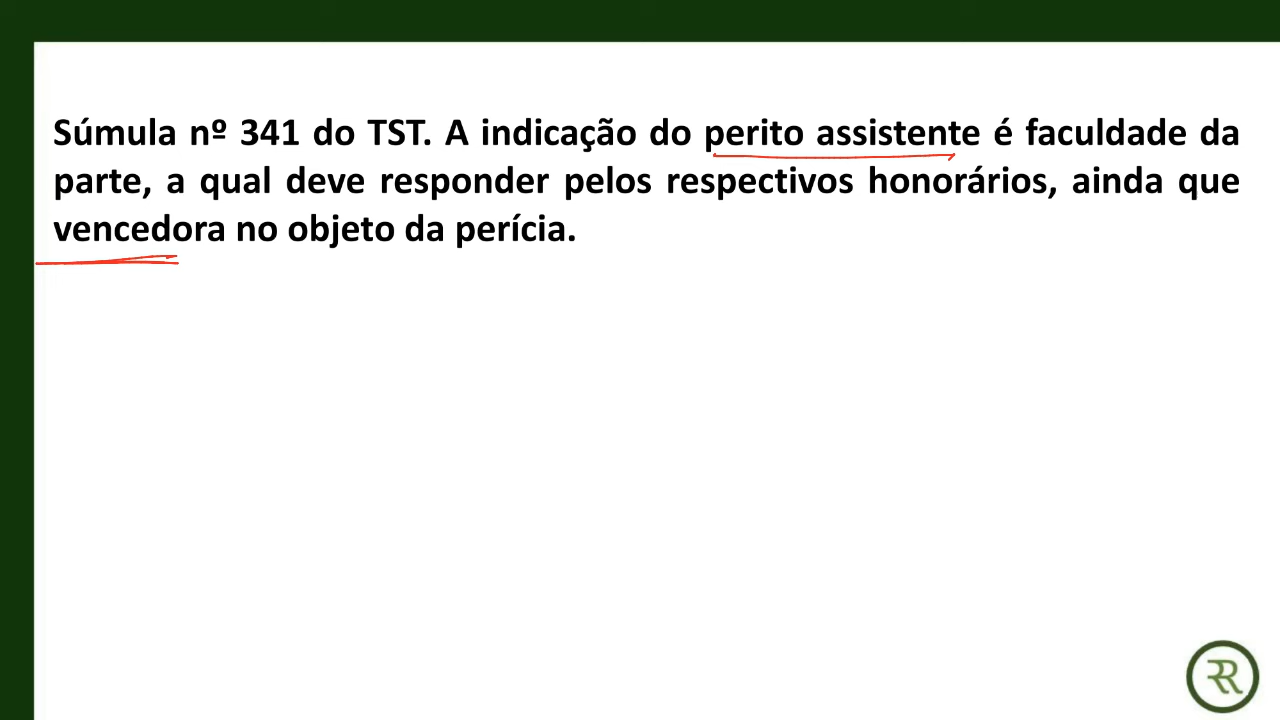 Súmula nº 341 do TST. A indicação do perito assistente é faculdade da
parte, a qual deve responder pelos respectivos honorários, ainda que
vencedora no objeto da perícia.